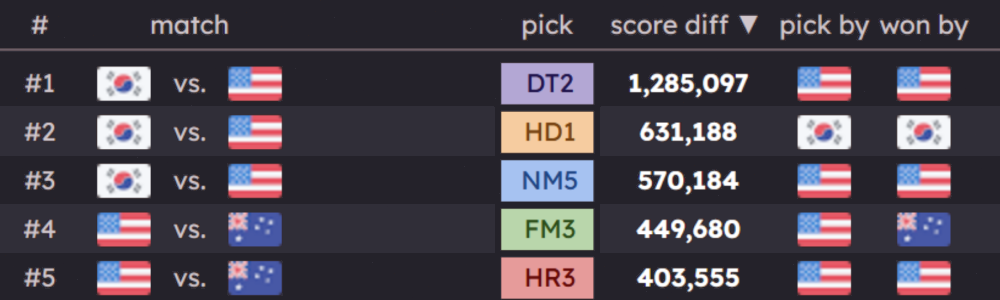 # match pick score diff ▼ pick by won by
#1 vs. DT2 1,285,097
#2 vs. HD1 631,188
#3 vs. NM5 570,184
#4 vs. FM3 449,680
#5 vs. HR3 403,555